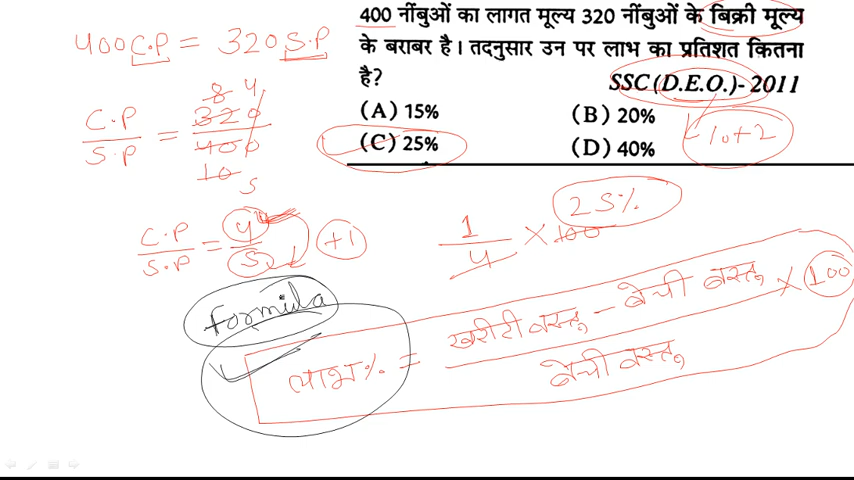 400 नींबुओं का लागत मूल्य 320 नींबुओं के बिक्री मूल्य
के बराबर है। तदनुसार उन पर लाभ का प्रतिशत कितना
है?
SSC (D.E.O.)- 2011
(A) 15%
(B) 20%
(C) 25%
(D) 40%
10+2
400 C.P = 320 S.P
8 4
C.P 320
S.P = 400
10 5
C.P 4
S.P = 5 +1
1
4 × 100
25%
Formula
लाभ% = खरीदी वस्तु - बेची वस्तु × 100
बेची वस्तु